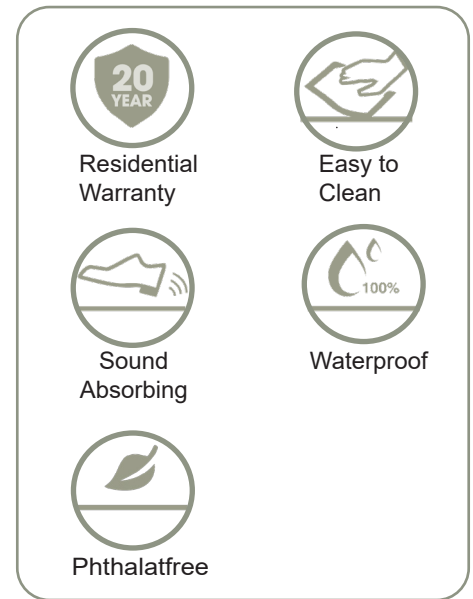 20
YEAR
Residential
Warranty
Easy to
Clean
Sound
Absorbing
100%
Waterproof
Phthalatfree